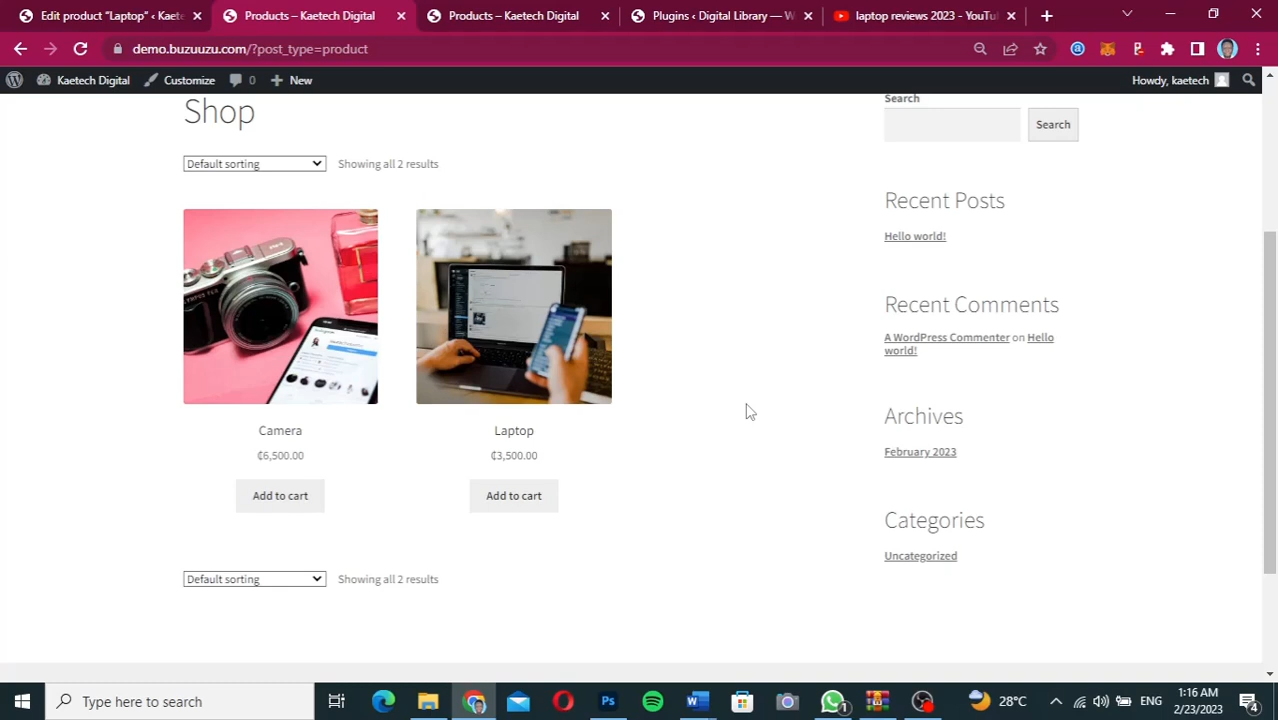 Edit product “Laptop” ‹ Kaet
Products – Kaetech Digital
Products – Kaetech Digital
Plugins ‹ Digital Library — W
laptop reviews 2023 - YouTu
demo.buzuuzu.com/?post_type=product
Kaetech Digital
Customize
0
New
Howdy, kaetech
Shop
Search
Search
Default sorting
Showing all 2 results
Recent Posts
Hello world!
Recent Comments
A WordPress Commenter on Hello
world!
Camera
Laptop
₵6,500.00
₵3,500.00
Add to cart
Add to cart
Archives
February 2023
Categories
Uncategorized
Default sorting
Showing all 2 results
Type here to search
1
28°C
ENG
1:16 AM
2/23/2023
4